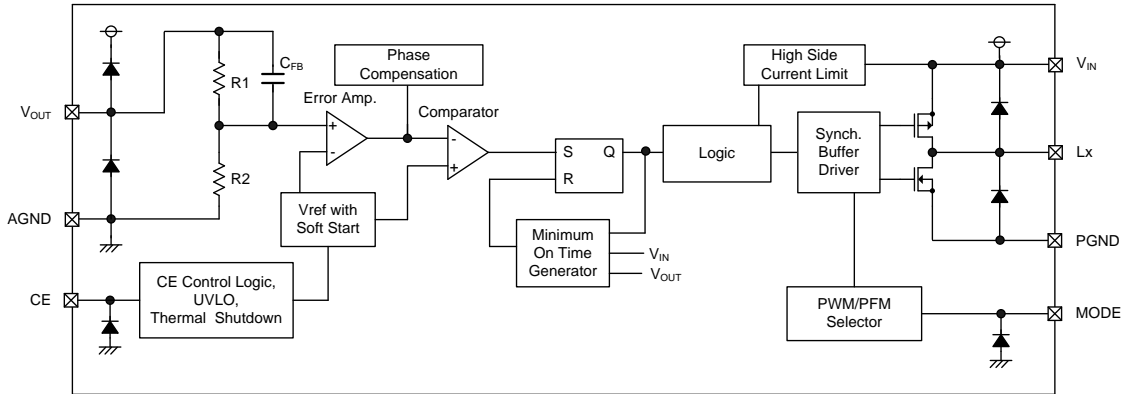 Phase
Compensation
High Side
Current Limit
VIN
CFB
R1
Error Amp.
Comparator
VOUT
+
-
-
+
S Q
R
Logic
Synch.
Buffer
Driver
Lx
R2
AGND
Vref with
Soft Start
Minimum
On Time
Generator
VIN
VOUT
PGND
CE
CE Control Logic,
UVLO,
Thermal Shutdown
PWM/PFM
Selector
MODE